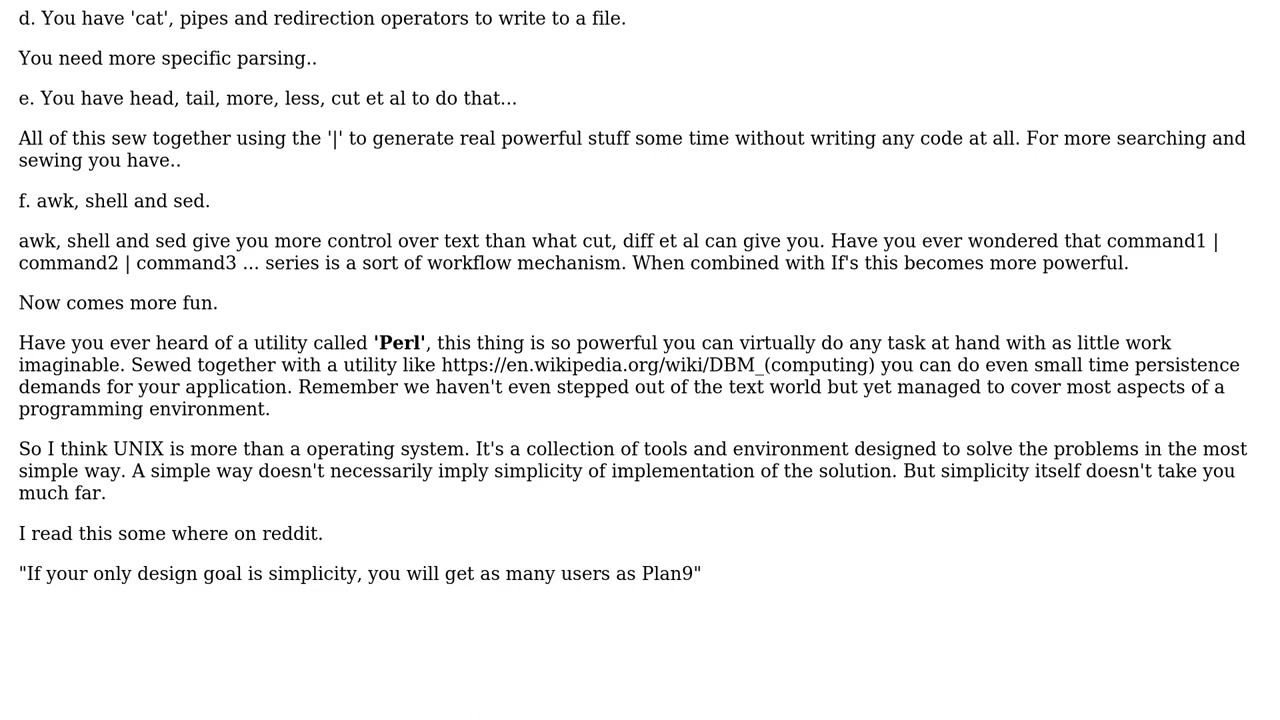 d. You have 'cat', pipes and redirection operators to write to a file.
You need more specific parsing..
e. You have head, tail, more, less, cut et al to do that...
All of this sew together using the '|' to generate real powerful stuff some time without writing any code at all. For more searching and
sewing you have..
f. awk, shell and sed.
awk, shell and sed give you more control over text than what cut, diff et al can give you. Have you ever wondered that command1 |
command2 | command3 ... series is a sort of workflow mechanism. When combined with If's this becomes more powerful.
Now comes more fun.
Have you ever heard of a utility called 'Perl', this thing is so powerful you can virtually do any task at hand with as little work
imaginable. Sewed together with a utility like https://en.wikipedia.org/wiki/DBM_(computing) you can do even small time persistence
demands for your application. Remember we haven't even stepped out of the text world but yet managed to cover most aspects of a
programming environment.
So I think UNIX is more than a operating system. It's a collection of tools and environment designed to solve the problems in the most
simple way. A simple way doesn't necessarily imply simplicity of implementation of the solution. But simplicity itself doesn't take you
much far.
I read this some where on reddit.
"If your only design goal is simplicity, you will get as many users as Plan9"